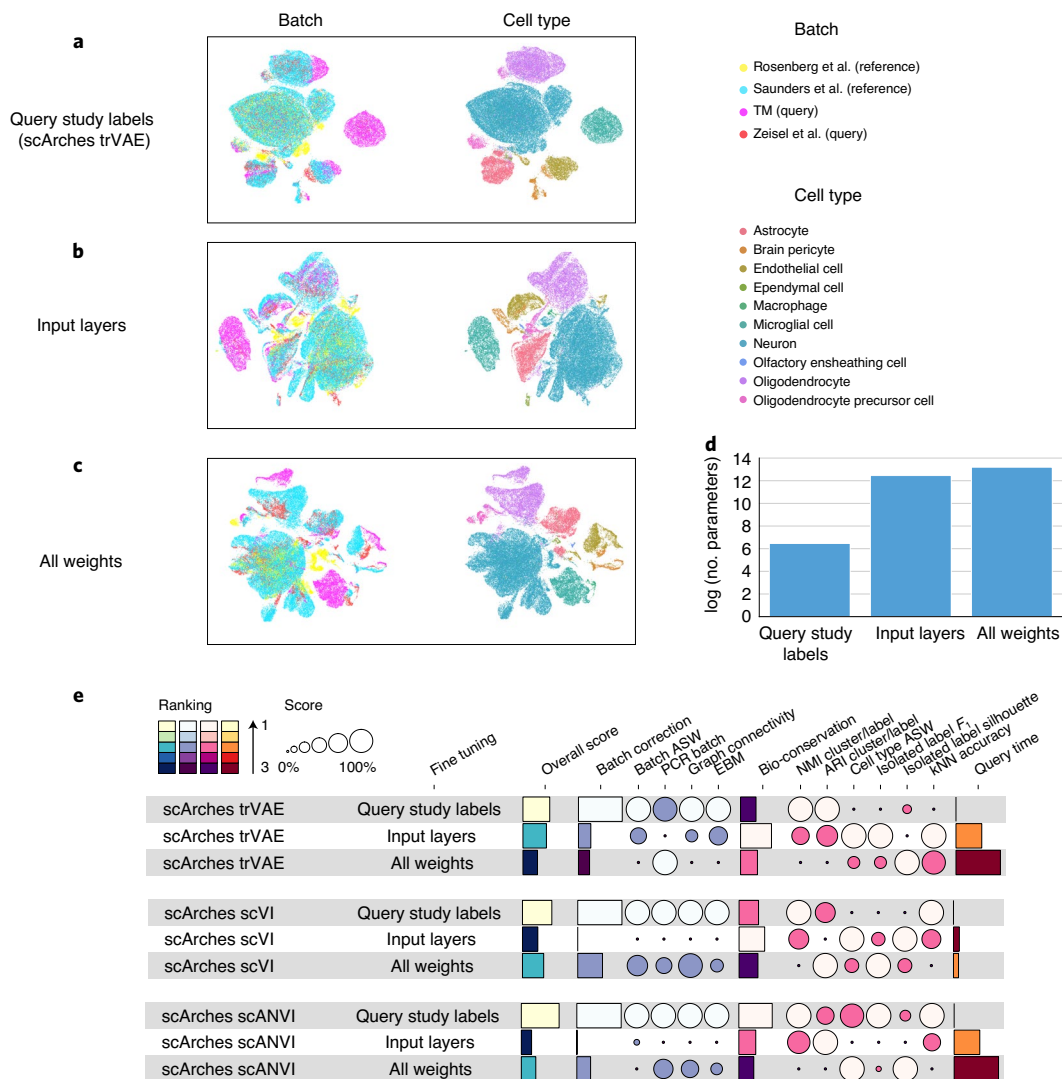 Batch
Cell type
a
Query study labels
(scArches trVAE)
Batch
Rosenberg et al. (reference)
Saunders et al. (reference)
TM (query)
Zeisel et al. (query)
b
Input layers
Cell type
Astrocyte
Brain pericyte
Endothelial cell
Ependymal cell
Macrophage
Microglial cell
Neuron
Olfactory ensheathing cell
Oligodendrocyte
Oligodendrocyte precursor cell
c
All weights
d
log (no. parameters)
14
12
10
8
6
4
2
0
Query study
labels
Input layers
All weights
e
Ranking
1
3
Score
0%
100%
Fine tuning
Overall score
Batch correction
Batch ASW
PCR batch
Graph connectivity
EBM
Bio-conservation
NMI cluster/label
ARI cluster/label
Cell type ASW
Isolated label F1
Isolated label silhouette
kNN accuracy
Query time
scArches trVAE Query study labels
scArches trVAE Input layers
scArches trVAE All weights
scArches scVI Query study labels
scArches scVI Input layers
scArches scVI All weights
scArches scANVI Query study labels
scArches scANVI Input layers
scArches scANVI All weights